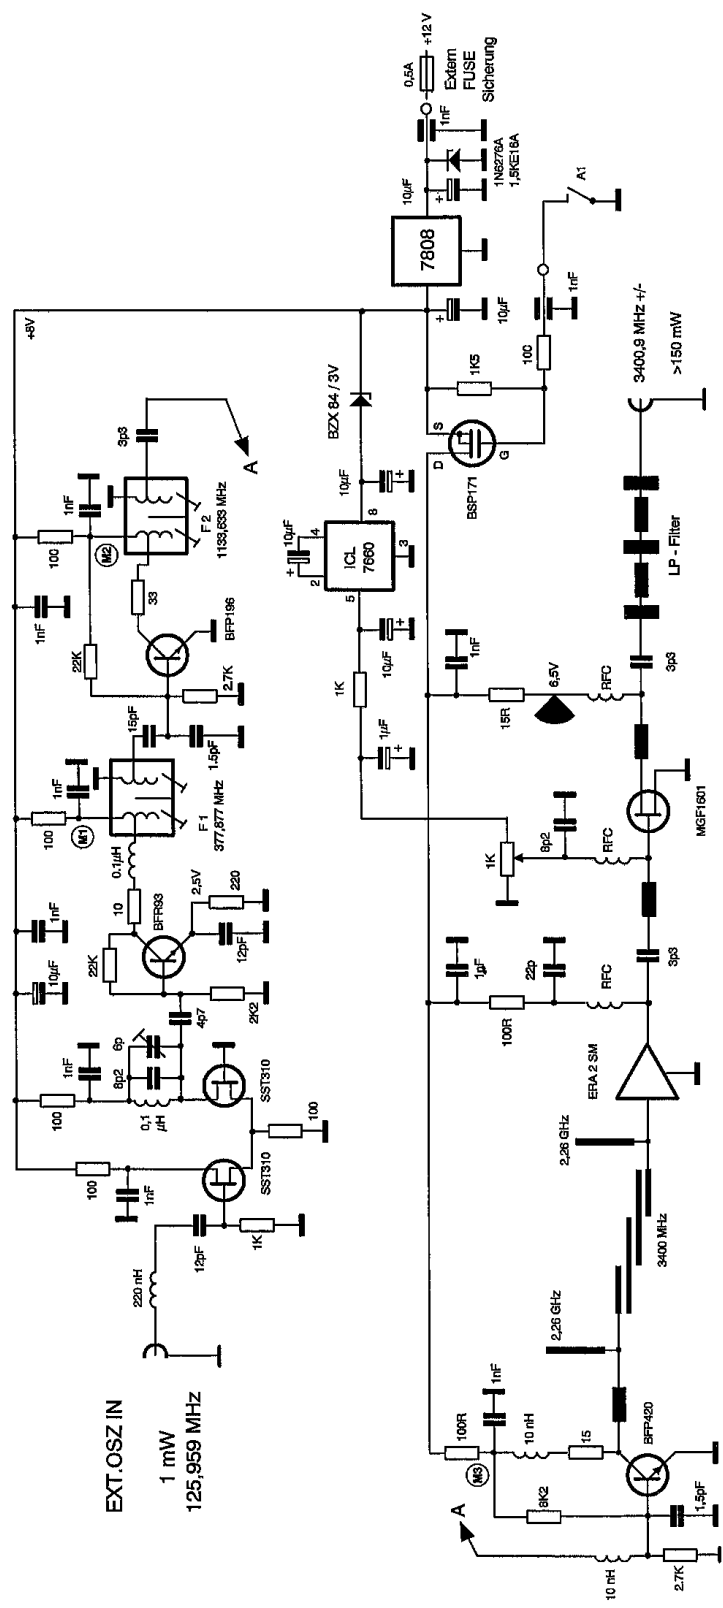 EXT.OSZ IN
1 mW
125,959 MHz
220 nH
12pF
1K
100
1nF
SST310
100
100
1nF
0,1
µH
8p2
6p
SST310
4p7
2K2
10µF
1nF
22K
BFR93
10
0.1µH
2,5V
220
12pF
100
M1
1nF
F1
377,877 MHz
15pF
1.5pF
1nF
22K
BFP196
2,7K
33
100
M2
1nF
F2
1133,633 MHz
3p3
A
+8V
1K
1µF
+
10µF
+
5
2
4
8
3
ICL
7660
10µF
+
10µF
+
BZX 84 / 3V
10µF
+
7808
10µF
+
1N6276A
1,5KE16A
1nF
0,5A
+12 V
Extern
FUSE
Sicherung
D
S
G
BSP171
1K5
100
1nF
A1
A
10 nH
2.7K
1,5pF
8K2
M3
100R
1nF
10 nH
15
BFP420
2,26 GHz
3400 MHz
2,26 GHz
ERA 2 SM
100R
22p
RFC
3p3
1K
8p2
RFC
MGF1601
1nF
15R
6,5V
RFC
3p3
LP - Filter
3400,9 MHz +/-
>150 mW